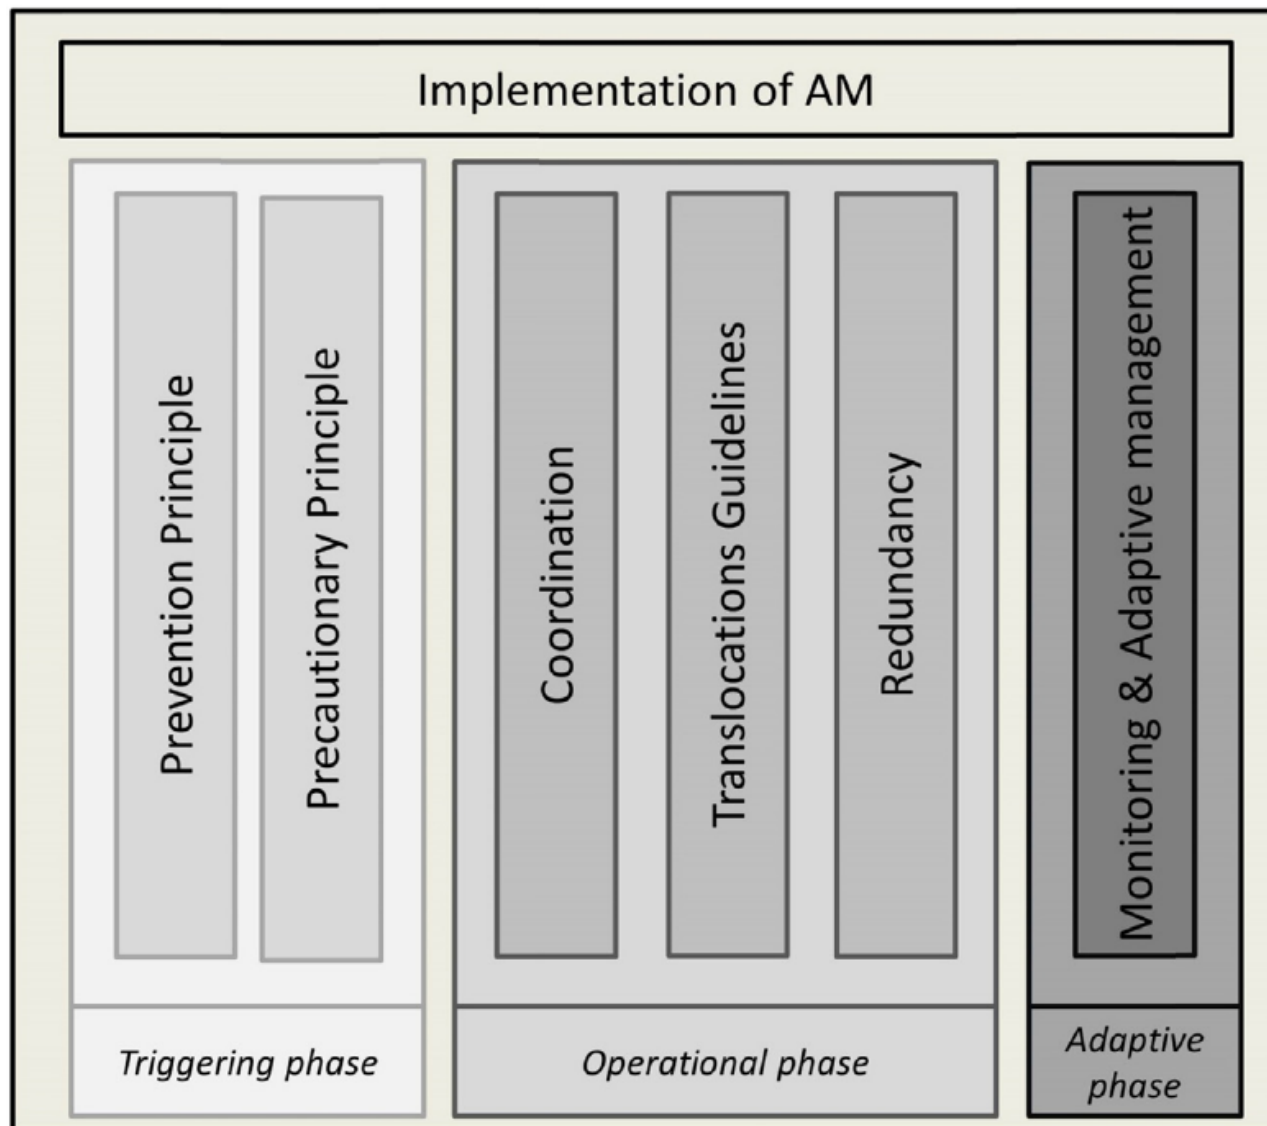 Implementation of AM
Prevention Principle
Precautionary Principle
Coordination
Translocations Guidelines
Redundancy
Monitoring & Adaptive management
Triggering phase
Operational phase
Adaptive
phase